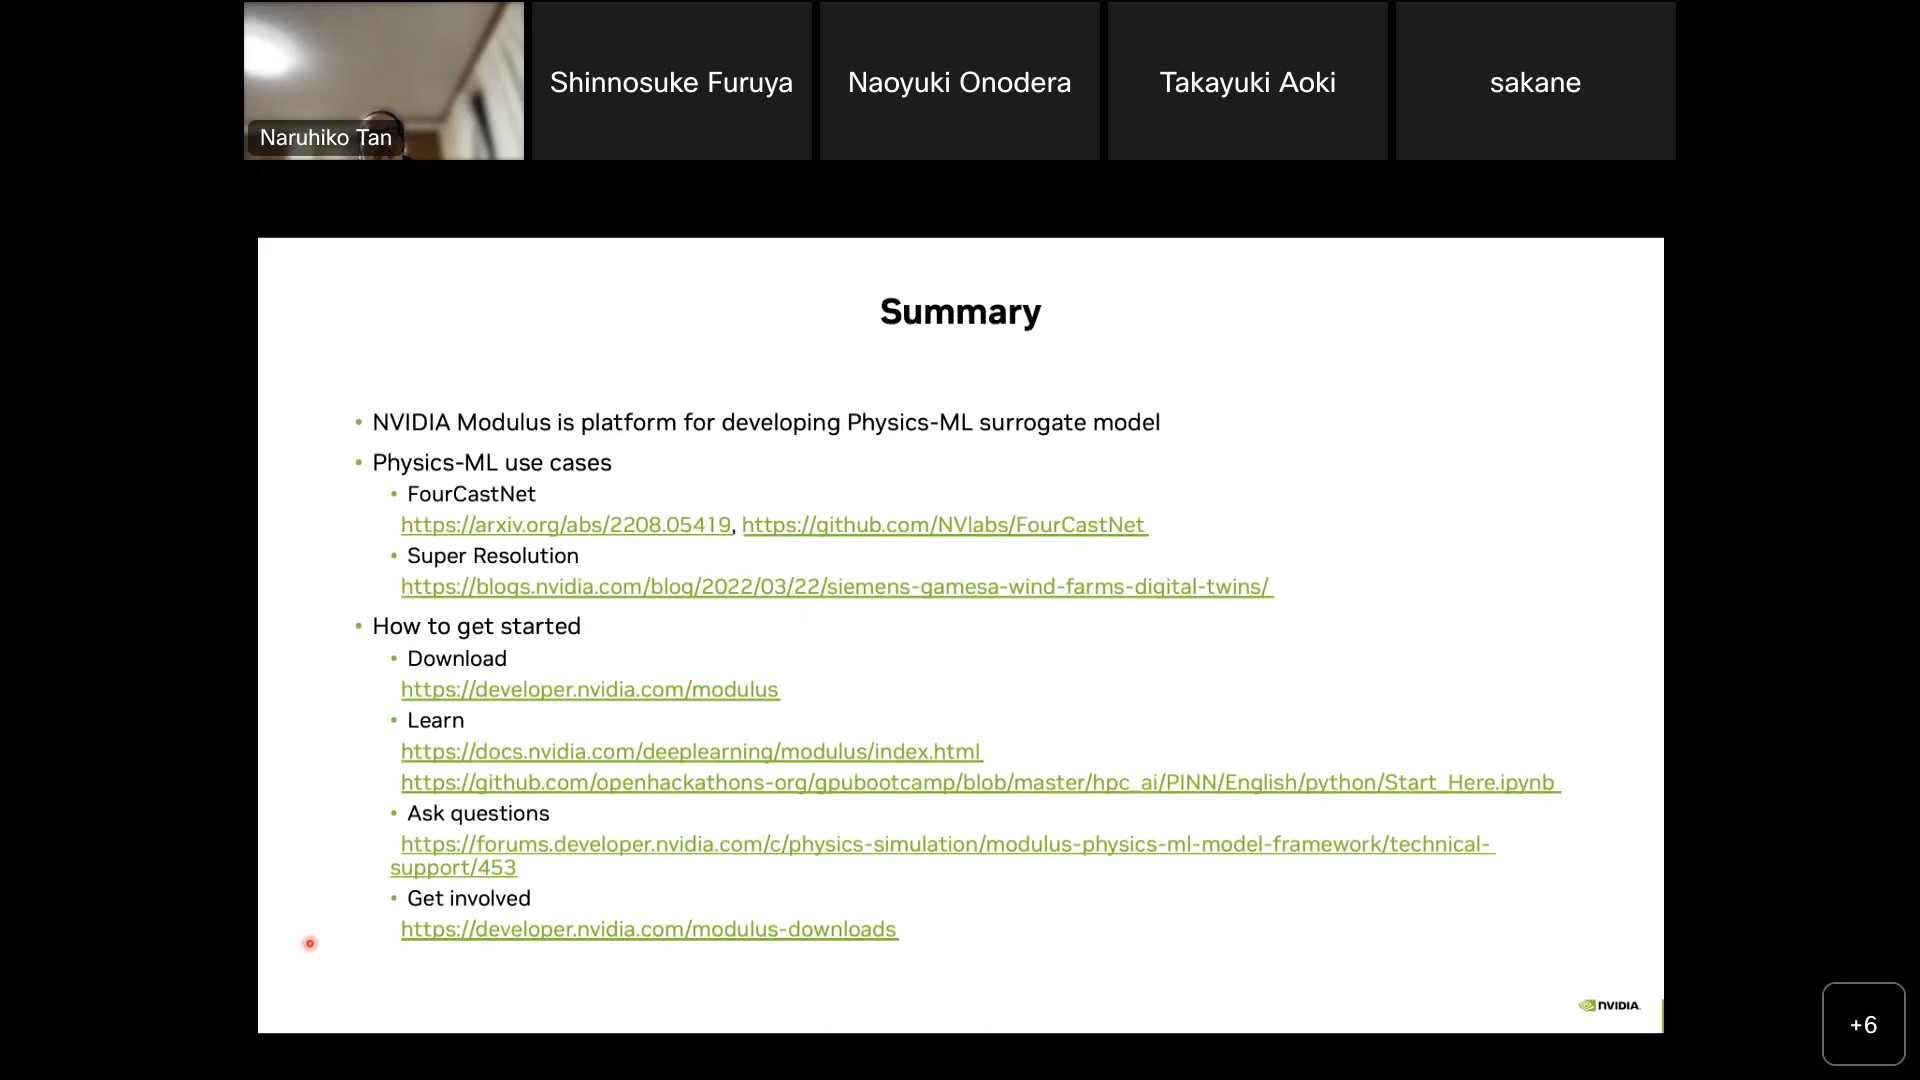 Naruhiko Tan
Shinnosuke Furuya
Naoyuki Onodera
Takayuki Aoki
sakane
Summary
• NVIDIA Modulus is platform for developing Physics-ML surrogate model
• Physics-ML use cases
• FourCastNet
https://arxiv.org/abs/2208.05419, https://github.com/NVlabs/FourCastNet
• Super Resolution
https://blogs.nvidia.com/blog/2022/03/22/siemens-gamesa-wind-farms-digital-twins/
• How to get started
• Download
https://developer.nvidia.com/modulus
• Learn
https://docs.nvidia.com/deeplearning/modulus/index.html
https://github.com/openhackathons-org/gpubootcamp/blob/master/hpc_ai/PINN/English/python/Start_Here.ipynb
• Ask questions
https://forums.developer.nvidia.com/c/physics-simulation/modulus-physics-ml-model-framework/technical-
support/453
• Get involved
https://developer.nvidia.com/modulus-downloads
NVIDIA.
+6